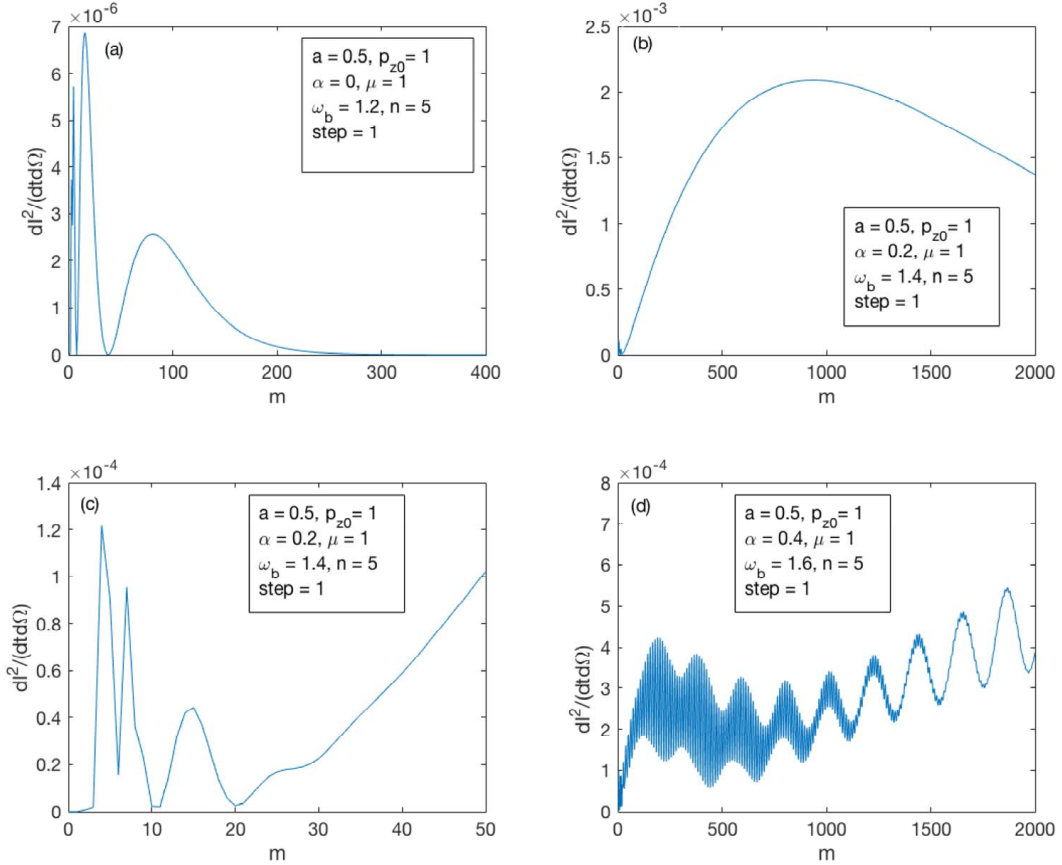 ×10⁻⁶
7
6
5
4
3
2
1
0
dI²/(dtdΩ)
(a)
a = 0.5, p_z0 = 1
α = 0, μ = 1
ω_b = 1.2, n = 5
step = 1
0 100 200 300 400
m
×10⁻³
2.5
2
1.5
1
0.5
0
dI²/(dtdΩ)
(b)
a = 0.5, p_z0 = 1
α = 0.2, μ = 1
ω_b = 1.4, n = 5
step = 1
0 500 1000 1500 2000
m
×10⁻⁴
1.4
1.2
1
0.8
0.6
0.4
0.2
0
dI²/(dtdΩ)
(c)
a = 0.5, p_z0 = 1
α = 0.2, μ = 1
ω_b = 1.4, n = 5
step = 1
0 10 20 30 40 50
m
×10⁻⁴
8
7
6
5
4
3
2
1
0
dI²/(dtdΩ)
(d)
a = 0.5, p_z0 = 1
α = 0.4, μ = 1
ω_b = 1.6, n = 5
step = 1
0 500 1000 1500 2000
m